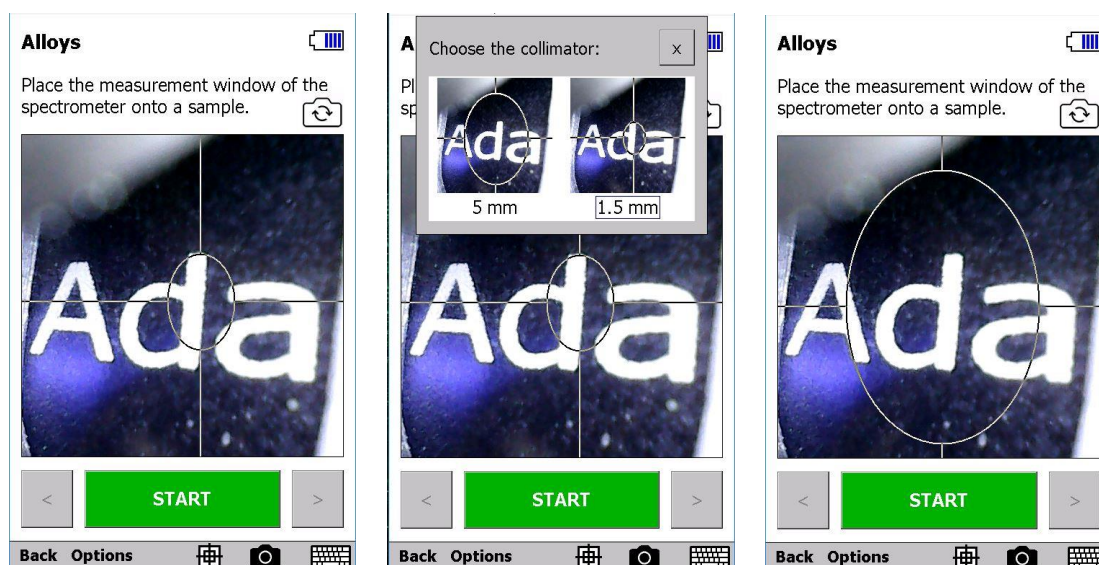 Alloys
Place the measurement window of the
spectrometer onto a sample.
Ada
<
START
>
Back Options
Choose the collimator:
x
Ada
Ada
5 mm
1.5 mm
Ada
<
START
>
Back Options
Alloys
Place the measurement window of the
spectrometer onto a sample.
Ada
<
START
>
Back Options